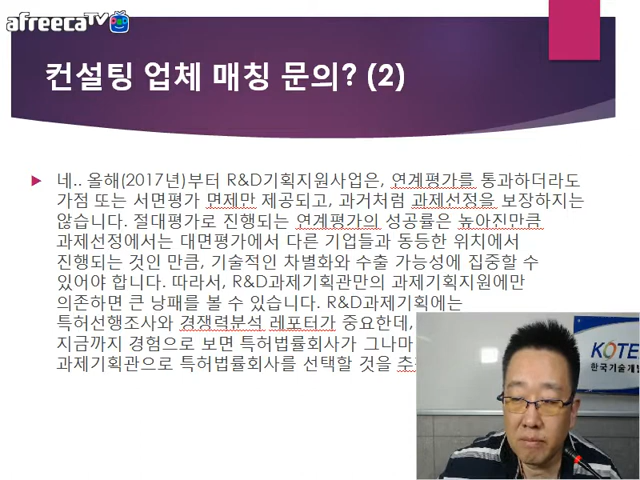 afreecaTV
컨설팅 업체 매칭 문의? (2)
네.. 올해(2017년)부터 R&D기획지원사업은, 연계평가를 통과하더라도
가점 또는 서면평가 면제만 제공되고, 과거처럼 과제선정을 보장하지는
않습니다. 절대평가로 진행되는 연계평가의 성공률은 높아진만큼
과제선정에서는 대면평가에서 다른 기업들과 동등한 위치에서
진행되는 것인 만큼, 기술적인 차별화와 수출 가능성에 집중할 수
있어야 합니다. 따라서, R&D과제기획관만의 과제기획지원에만
의존하면 큰 낭패를 볼 수 있습니다. R&D과제기획에는
특허선행조사와 경쟁력분석 레포터가 중요한데,
지금까지 경험으로 보면 특허법률회사가 그나마
과제기획관으로 특허법률회사를 선택할 것을
KOTE
한국기술개발